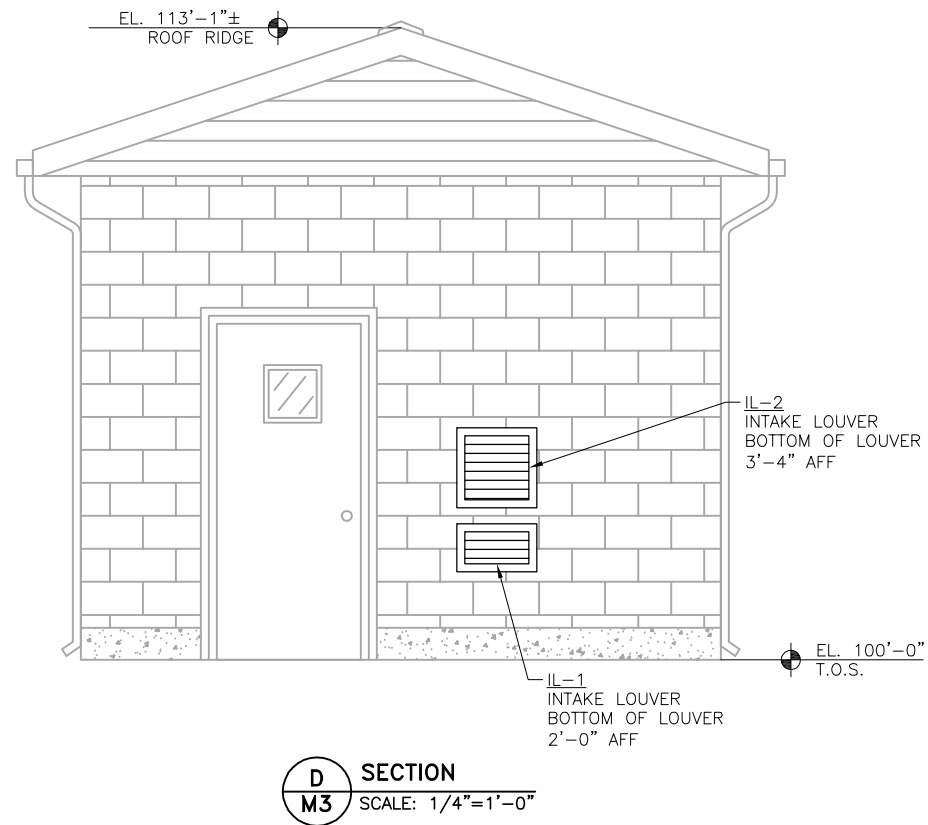 EL. 113'-1"±
ROOF RIDGE
IL-2
INTAKE LOUVER
BOTTOM OF LOUVER
3'-4" AFF
EL. 100'-0"
T.O.S.
IL-1
INTAKE LOUVER
BOTTOM OF LOUVER
2'-0" AFF
D
M3
SECTION
SCALE: 1/4"=1'-0"